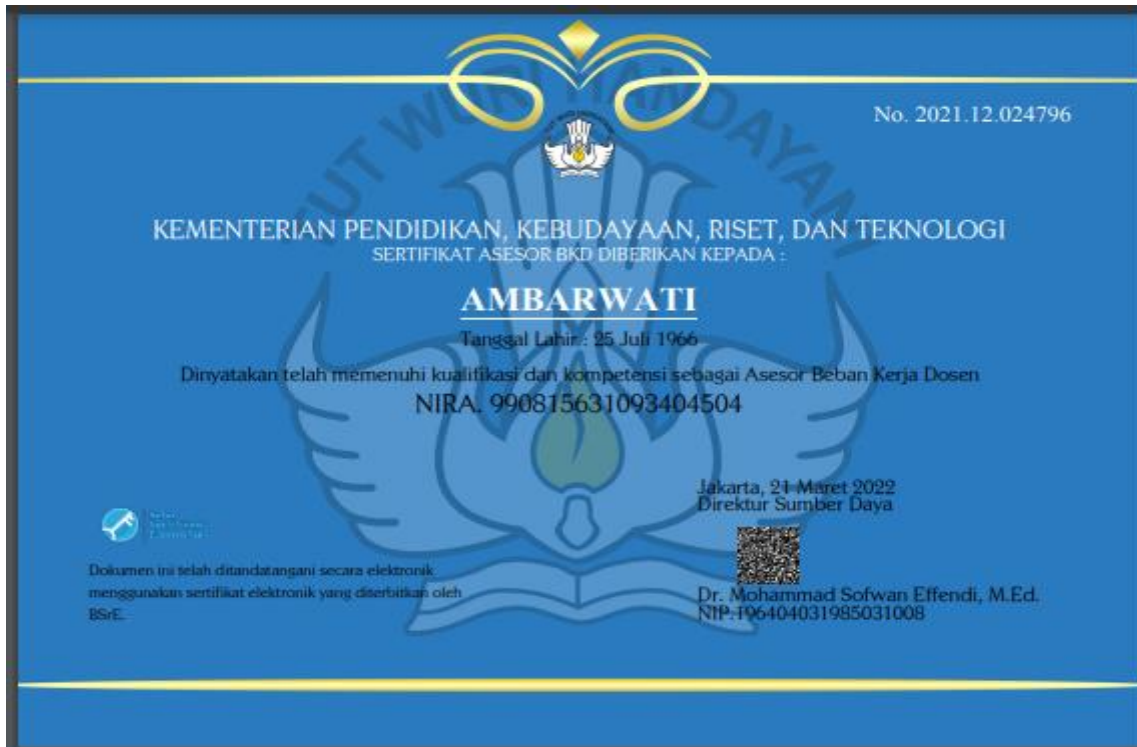 No. 2021.12.024796
TUT WURI HANDAYANI
KEMENTERIAN PENDIDIKAN, KEBUDAYAAN, RISET, DAN TEKNOLOGI
SERTIFIKAT ASESOR BKD DIBERIKAN KEPADA :
AMBARWATI
Tanggal Lahir : 25 Juli 1966
Dinyatakan telah memenuhi kualifikasi dan kompetensi sebagai Asesor Beban Kerja Dosen
NIRA. 990815631093404504
Jakarta, 21 Maret 2022
Direktur Sumber Daya
Dokumen ini telah ditandatangani secara elektronik
menggunakan sertifikat elektronik yang diterbitkan oleh
BSrE.
Dr. Mohammad Sofwan Effendi, M.Ed.
NIP.196404031985031008